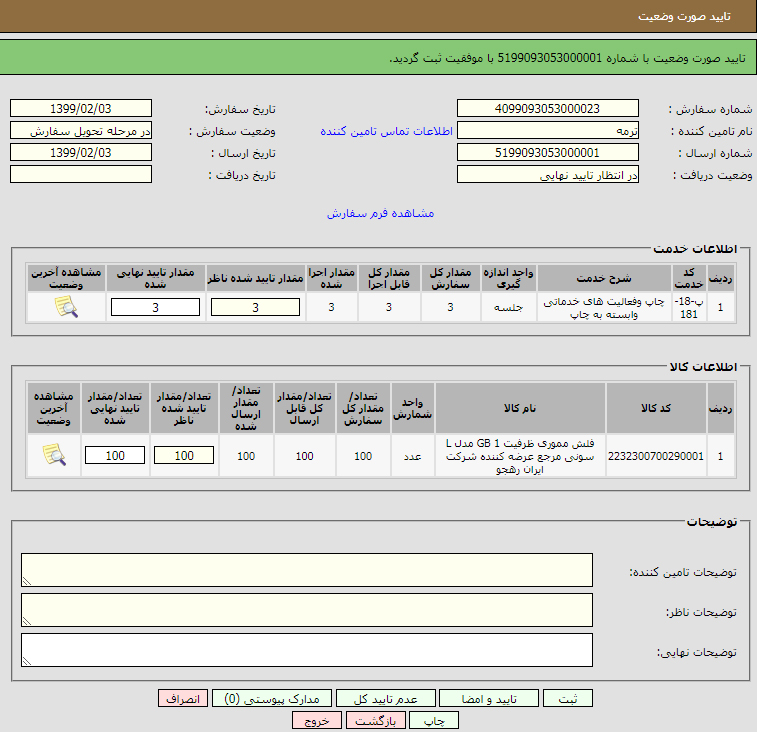 تایید صورت وضعیت
تایید صورت وضعیت با شماره 5199093053000001 با موفقیت ثبت گردید.
شماره سفارش : 4099093053000023 تاریخ سفارش: 1399/02/03
نام تامین کننده : ترمه اطلاعات تماس تامین کننده وضعیت سفارش : در مرحله تحویل سفارش
شماره ارسال : 5199093053000001 تاریخ ارسال : 1399/02/03
وضعیت دریافت : در انتظار تایید نهایی تاریخ دریافت :
مشاهده فرم سفارش
اطلاعات خدمت
ردیف کد خدمت شرح خدمت واحد اندازه گیری مقدار کل سفارش مقدار کل قابل اجرا مقدار اجرا شده مقدار تایید شده ناظر مقدار تایید نهایی شده مشاهده آخرین وضعیت
1 پ-18-181 چاپ وفعالیت های خدماتی وابسته به چاپ جلسه 3 3 3 3 3
اطلاعات کالا
ردیف کد کالا نام کالا واحد شمارش تعداد/مقدار کل سفارش تعداد/مقدار کل قابل ارسال تعداد/مقدار ارسال شده تعداد/مقدار تایید شده ناظر تعداد/مقدار تایید نهایی شده مشاهده آخرین وضعیت
1 2232300700290001 فلش مموری ظرفیت 1 GB مدل L سونی مرجع عرضه کننده شرکت ایران رهجو عدد 100 100 100 100 100
توضیحات
توضیحات تامین کننده:
توضیحات ناظر:
توضیحات نهایی:
ثبت تایید و امضا عدم تایید کل مدارک پیوستی (0) انصراف
چاپ بازگشت خروج